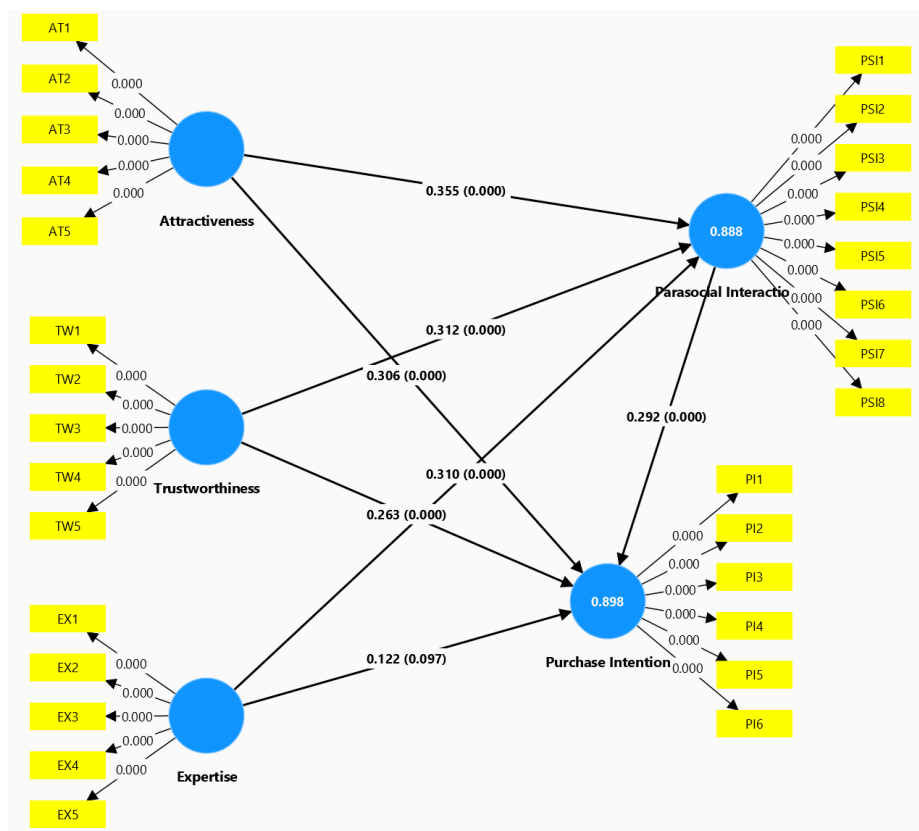 AT1
AT2
AT3
AT4
AT5
0.000
0.000
0.000
0.000
0.000
Attractiveness
TW1
TW2
TW3
TW4
TW5
0.000
0.000
0.000
0.000
0.000
Trustworthiness
EX1
EX2
EX3
EX4
EX5
0.000
0.000
0.000
0.000
0.000
Expertise
0.355 (0.000)
0.312 (0.000)
0.306 (0.000)
0.310 (0.000)
0.263 (0.000)
0.122 (0.097)
0.292 (0.000)
0.888
Parasocial Interactio
0.000
0.000
0.000
0.000
0.000
0.000
0.000
0.000
PSI1
PSI2
PSI3
PSI4
PSI5
PSI6
PSI7
PSI8
0.898
Purchase Intention
0.000
0.000
0.000
0.000
0.000
0.000
PI1
PI2
PI3
PI4
PI5
PI6